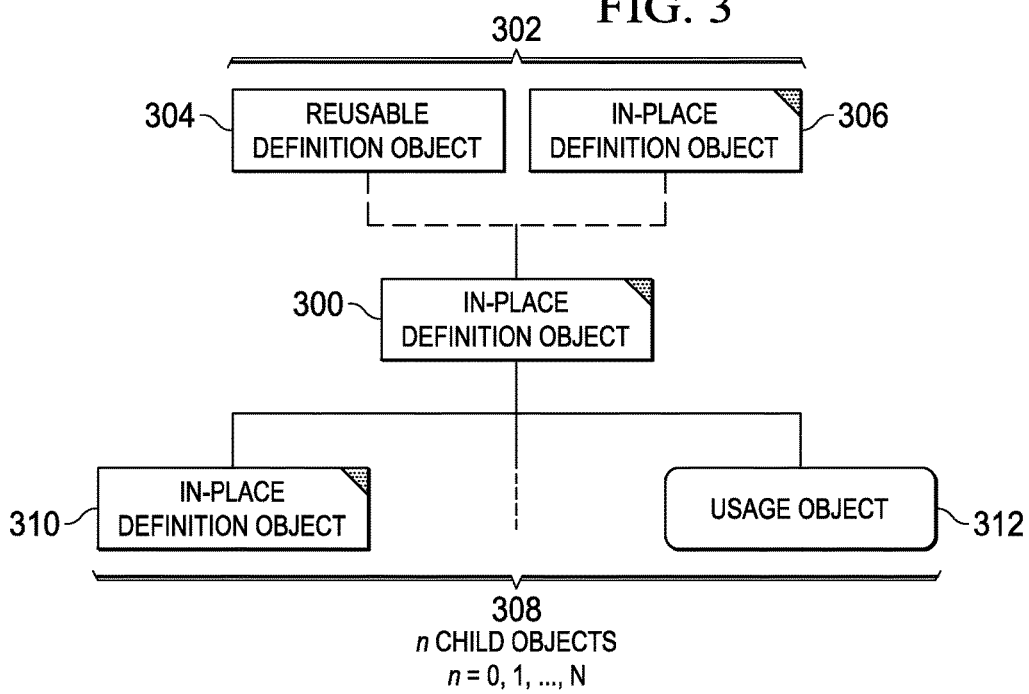 FIG. 3
302
304
REUSABLE
DEFINITION OBJECT
IN-PLACE
DEFINITION OBJECT
306
300
IN-PLACE
DEFINITION OBJECT
310
IN-PLACE
DEFINITION OBJECT
USAGE OBJECT
312
308
n CHILD OBJECTS
n = 0, 1, ..., N